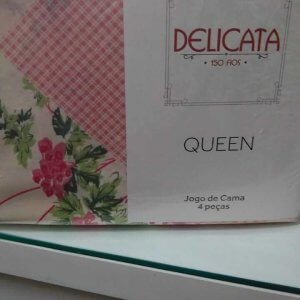 DELICATA
• 150 FIOS •
QUEEN
Jogo de Cama
4 peças